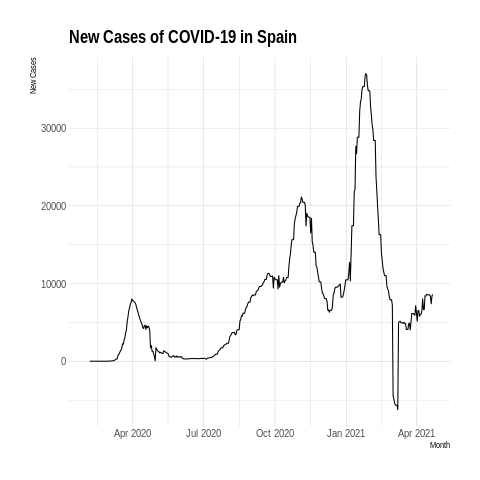 New Cases of COVID-19 in Spain
New Cases
30000
20000
10000
0
Apr 2020 Jul 2020 Oct 2020 Jan 2021 Apr 2021
Month